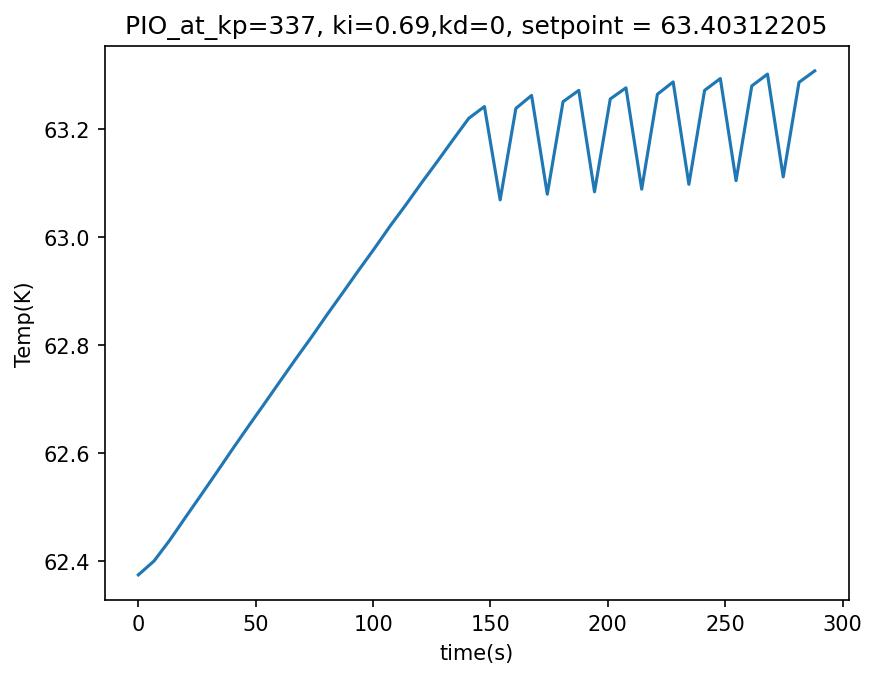 PIO_at_kp=337, ki=0.69,kd=0, setpoint = 63.40312205
63.2
63.0
62.8
62.6
62.4
Temp(K)
0 50 100 150 200 250 300
time(s)